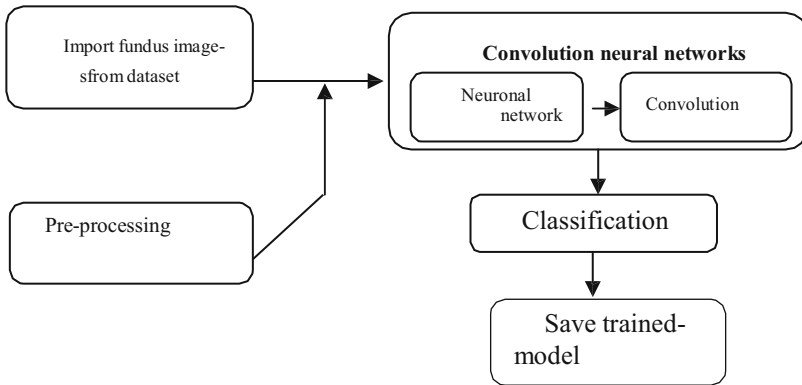 Import fundus image-
sfrom dataset
Convolution neural networks
Neuronal
network
Convolution
Pre-processing
Classification
Save trained-
model